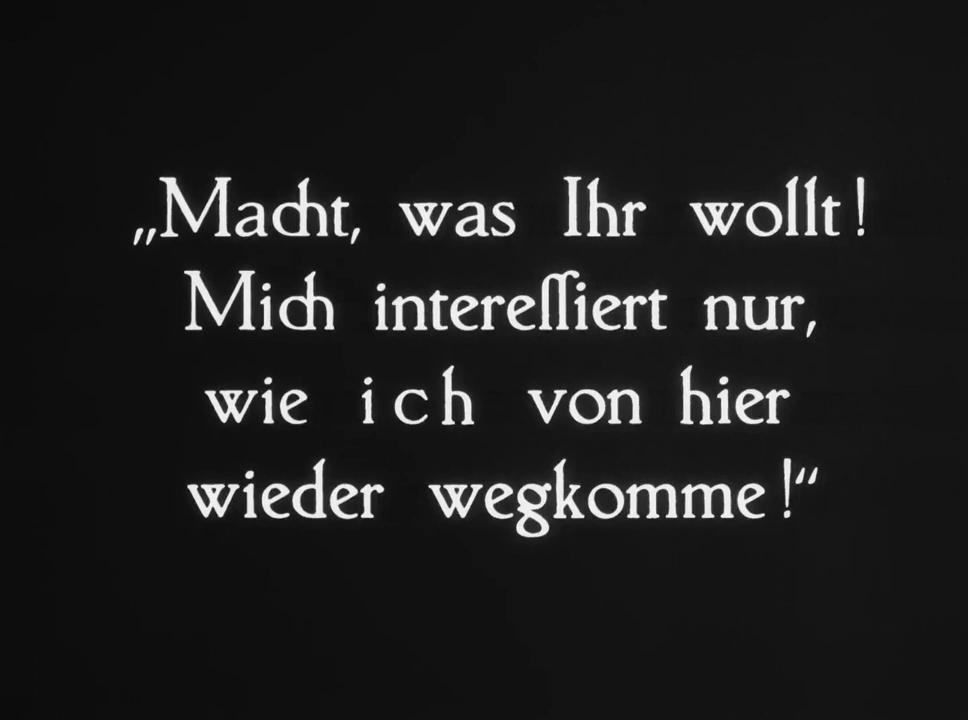 „Macht, was Ihr wollt!
Mich intereſſiert nur,
wie ich von hier
wieder wegkomme!“